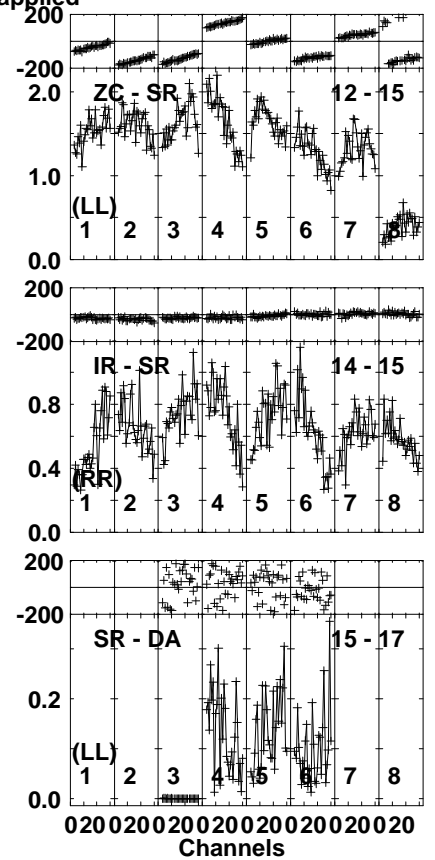 applied
200
-200
2.0
ZC - SR 12 - 15
1.0
(LL)
1 2 3 4 5 6 7 8
0.0
200
-200
IR - SR 14 - 15
0.8
0.4
(RR)
1 2 3 4 5 6 7 8
0.0
200
-200
SR - DA 15 - 17
0.2
(LL)
1 2 3 4 5 6 7 8
0.0
020020020020020020020020
Channels